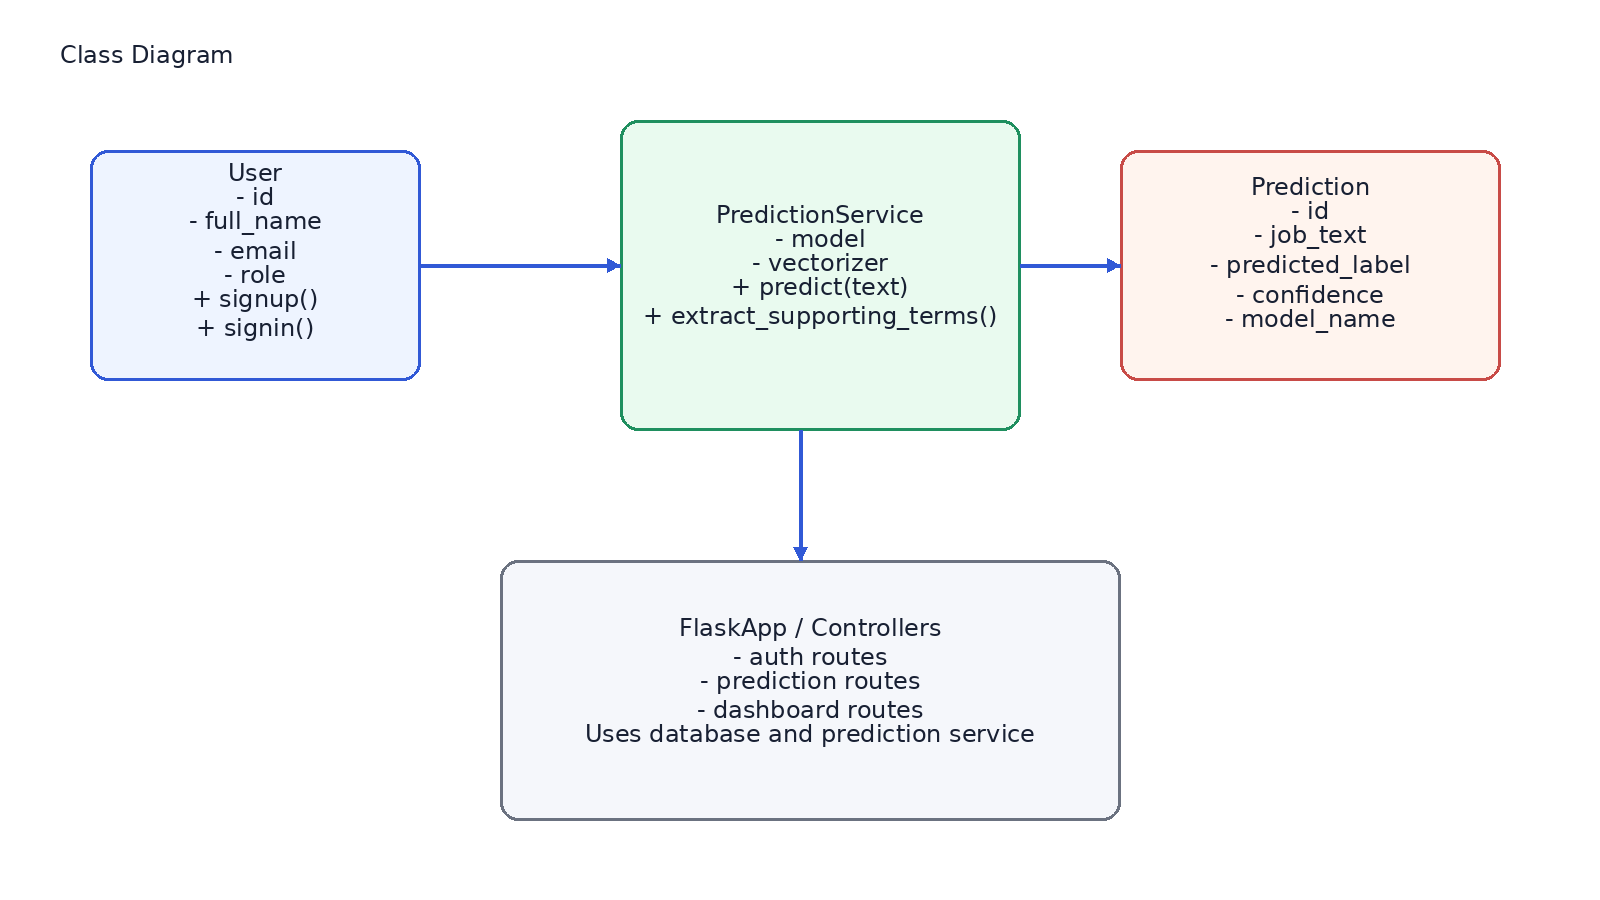 Class Diagram
User
- id
- full_name
- email
- role
+ signup()
+ signin()
PredictionService
- model
- vectorizer
+ predict(text)
+ extract_supporting_terms()
Prediction
- id
- job_text
- predicted_label
- confidence
- model_name
FlaskApp / Controllers
- auth routes
- prediction routes
- dashboard routes
Uses database and prediction service